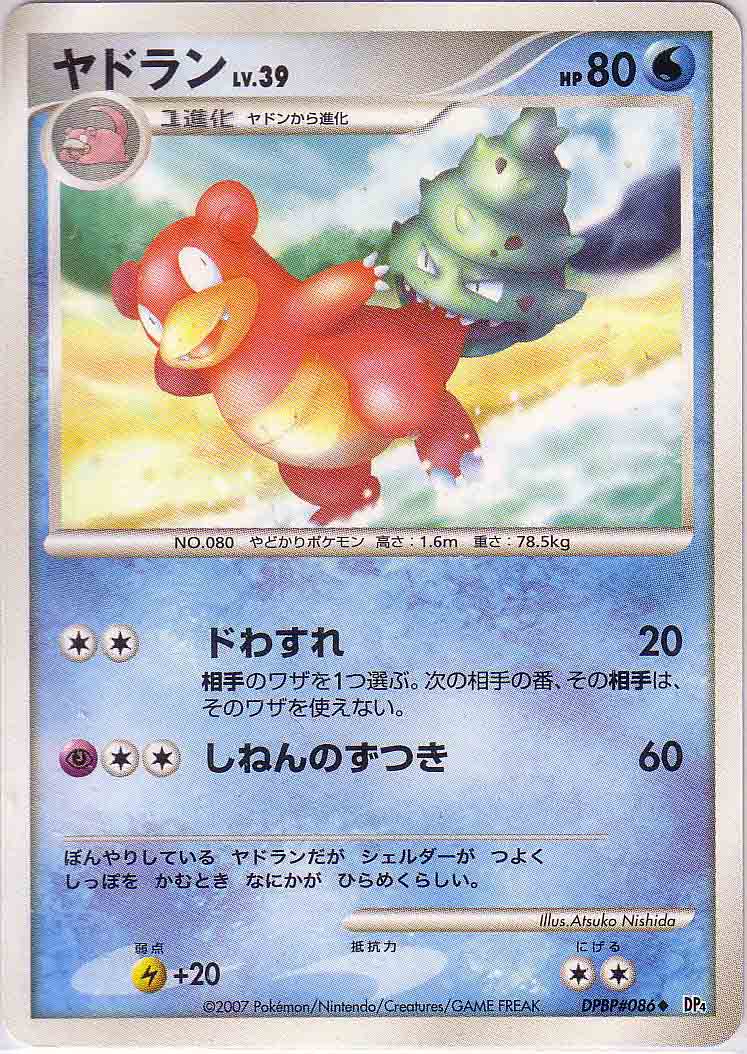 ヤドラン LV.39 HP 80
1進化 ヤドンから進化
NO.080 やどかりポケモン 高さ:1.6m 重さ:78.5kg
ドわすれ 20
相手のワザを1つ選ぶ。次の相手の番、その相手は、
そのワザを使えない。
しねんのずつき 60
ぼんやりしている ヤドランだが シェルダーが つよく
しっぽを かむとき なにかが ひらめくらしい。
Illus.Atsuko Nishida
弱点 抵抗力 にげる
+20
©2007 Pokémon/Nintendo/Creatures/GAME FREAK. DPBP#086◆ DP4